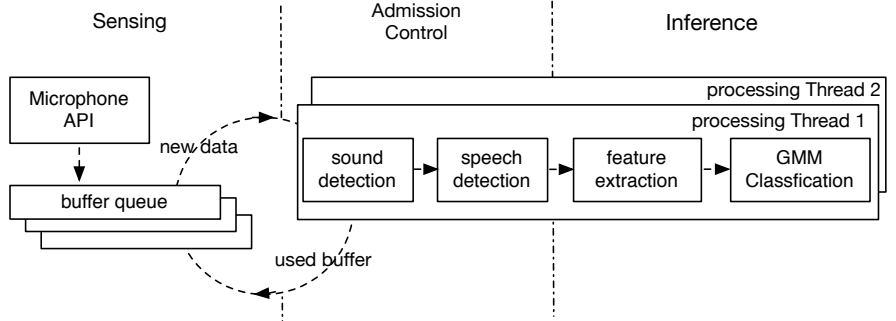 Sensing
Admission
Control
Inference
Microphone
API
new data
buffer queue
used buffer
processing Thread 2
processing Thread 1
sound
detection
speech
detection
feature
extraction
GMM
Classfication